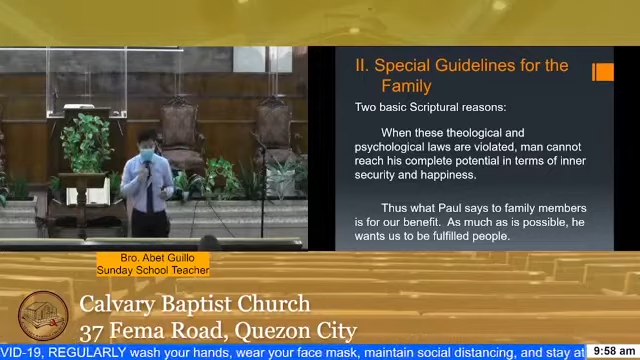 II. Special Guidelines for the
Family
Two basic Scriptural reasons:
When these theological and
psychological laws are violated, man cannot
reach his complete potential in terms of inner
security and happiness.
Thus what Paul says to family members
is for our benefit. As much as is possible, he
wants us to be fulfilled people.
Bro. Abet Guillo
Sunday School Teacher
Calvary Baptist Church
37 Fema Road, Quezon City
VID-19, REGULARLY wash your hands, wear your face mask, maintain social distancing, and stay at
9:58 am